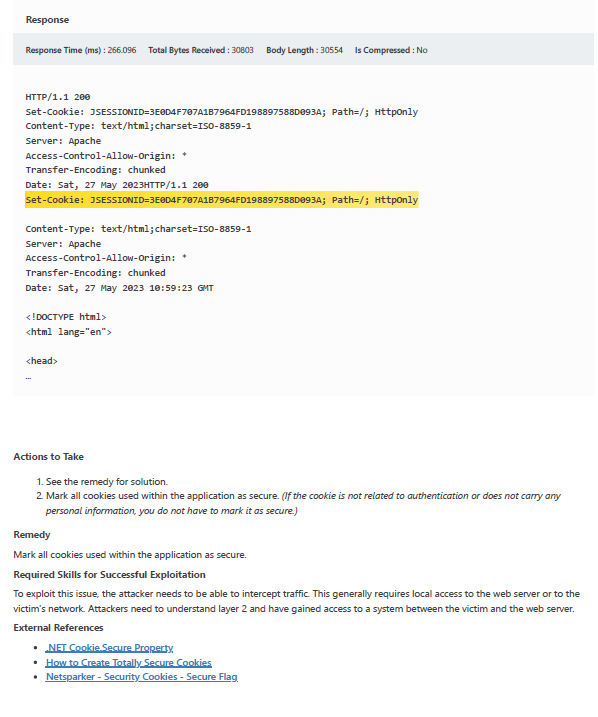 Response
Response Time (ms) : 266.096 Total Bytes Received : 30803 Body Length : 30554 Is Compressed : No
HTTP/1.1 200
Set-Cookie: JSESSIONID=3E0D4F707A1B7964FD198897588D093A; Path=/; HttpOnly
Content-Type: text/html;charset=ISO-8859-1
Server: Apache
Access-Control-Allow-Origin: *
Transfer-Encoding: chunked
Date: Sat, 27 May 2023HTTP/1.1 200
Set-Cookie: JSESSIONID=3E0D4F707A1B7964FD198897588D093A; Path=/; HttpOnly
Content-Type: text/html;charset=ISO-8859-1
Server: Apache
Access-Control-Allow-Origin: *
Transfer-Encoding: chunked
Date: Sat, 27 May 2023 10:59:23 GMT
<!DOCTYPE html>
<html lang="en">
<head>
…
Actions to Take
1. See the remedy for solution.
2. Mark all cookies used within the application as secure. (If the cookie is not related to authentication or does not carry any
personal information, you do not have to mark it as secure.)
Remedy
Mark all cookies used within the application as secure.
Required Skills for Successful Exploitation
To exploit this issue, the attacker needs to be able to intercept traffic. This generally requires local access to the web server or to the
victim's network. Attackers need to understand layer 2 and have gained access to a system between the victim and the web server.
External References
• .NET Cookie.Secure Property
• How to Create Totally Secure Cookies
• Netsparker - Security Cookies - Secure Flag